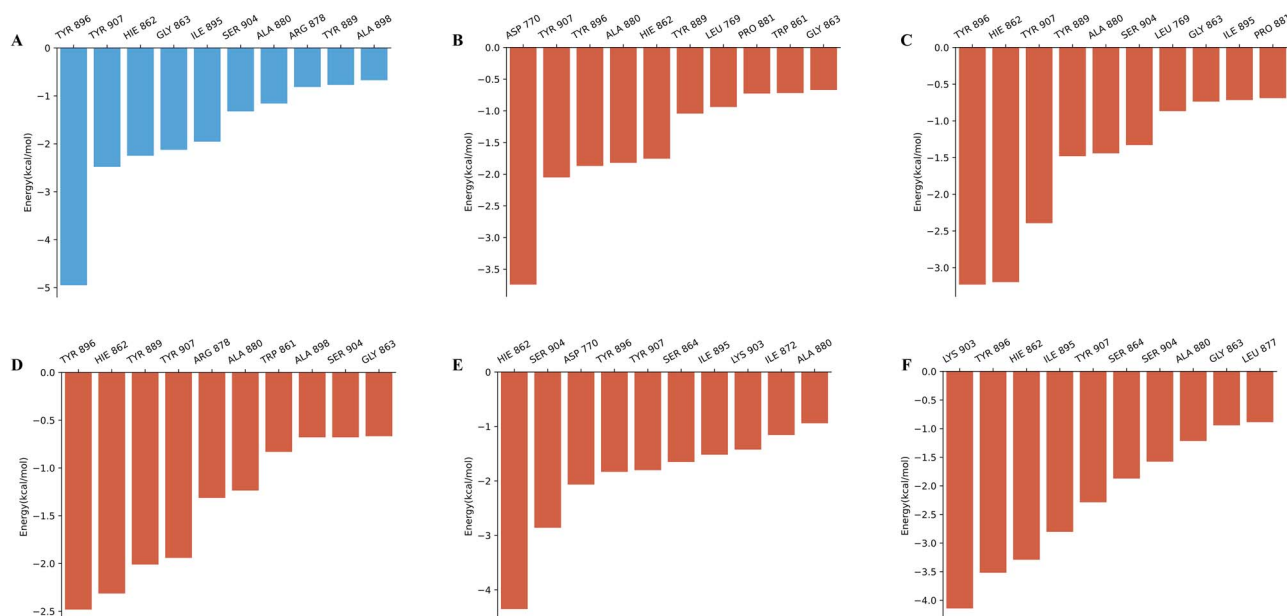 A
TYR 896
TYR 907
HIE 862
GLY 863
ILE 895
SER 904
ALA 880
ARG 878
TYR 889
ALA 898
Energy(kcal/mol)
0
−1
−2
−3
−4
−5
B
ASP 770
TYR 907
TYR 896
ALA 880
HIE 862
TYR 889
LEU 769
PRO 881
TRP 861
GLY 863
Energy(kcal/mol)
0.0
−0.5
−1.0
−1.5
−2.0
−2.5
−3.0
−3.5
C
TYR 896
HIE 862
TYR 907
TYR 889
ALA 880
SER 904
LEU 769
GLY 863
ILE 895
PRO 881
Energy(kcal/mol)
0.0
−0.5
−1.0
−1.5
−2.0
−2.5
−3.0
D
TYR 896
HIE 862
TYR 889
TYR 907
ARG 878
ALA 880
TRP 861
ALA 898
SER 904
GLY 863
Energy(kcal/mol)
0.0
−0.5
−1.0
−1.5
−2.0
−2.5
E
HIE 862
SER 904
ASP 770
TYR 896
TYR 907
SER 864
ILE 895
LYS 903
ILE 872
ALA 880
Energy(kcal/mol)
0
−1
−2
−3
−4
F
LYS 903
TYR 896
HIE 862
ILE 895
TYR 907
SER 864
SER 904
ALA 880
GLY 863
LEU 877
Energy(kcal/mol)
0.0
−0.5
−1.0
−1.5
−2.0
−2.5
−3.0
−3.5
−4.0